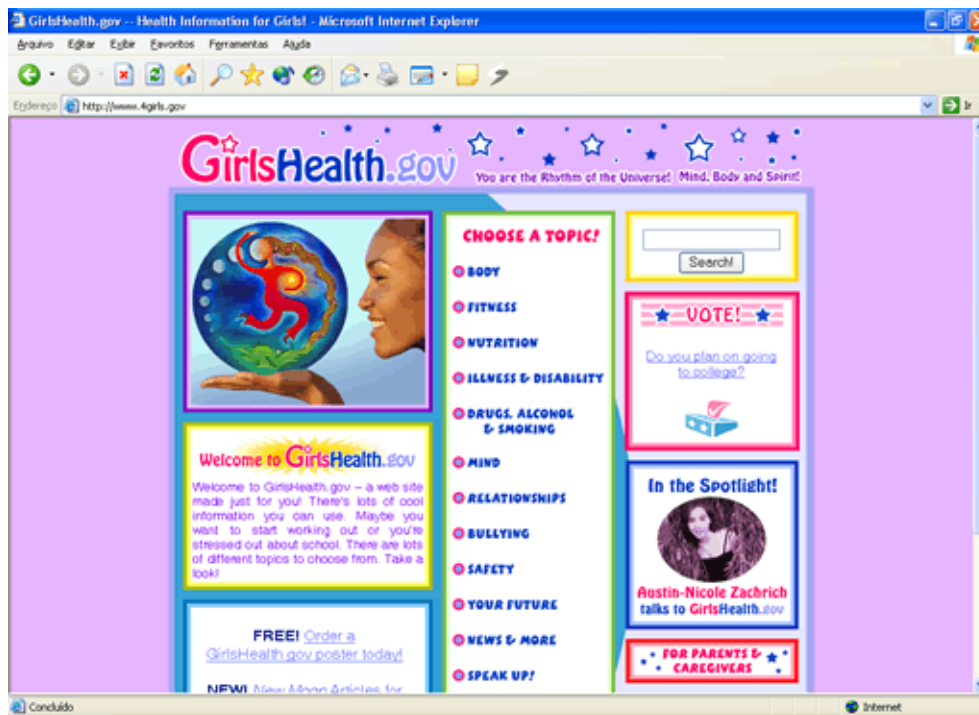 GirlsHealth.gov -- Health Information for Girls! - Microsoft Internet Explorer
Arquivo Editar Exibir Favoritos Ferramentas Ajuda
Endereço http://www.4girls.gov Ir
GirlsHealth.gov
You are the Rhythm of the Universe! Mind, Body and Spirit!
Welcome to GirlsHealth.gov
Welcome to GirlsHealth.gov – a web site
made just for you! There's lots of cool
information you can use. Maybe you
want to start working out or you're
stressed out about school. There are lots
of different topics to choose from. Take a
look!
FREE! Order a
GirlsHealth.gov poster today!
NEW! New Moon Articles for
CHOOSE A TOPIC!
BODY
FITNESS
NUTRITION
ILLNESS & DISABILITY
DRUGS, ALCOHOL
& SMOKING
MIND
RELATIONSHIPS
BULLYING
SAFETY
YOUR FUTURE
NEWS & MORE
SPEAK UP!
Search!
VOTE!
Do you plan on going
to college?
In the Spotlight!
Austin-Nicole Zachrich
talks to GirlsHealth.gov
FOR PARENTS &
CAREGIVERS
Concluído Internet